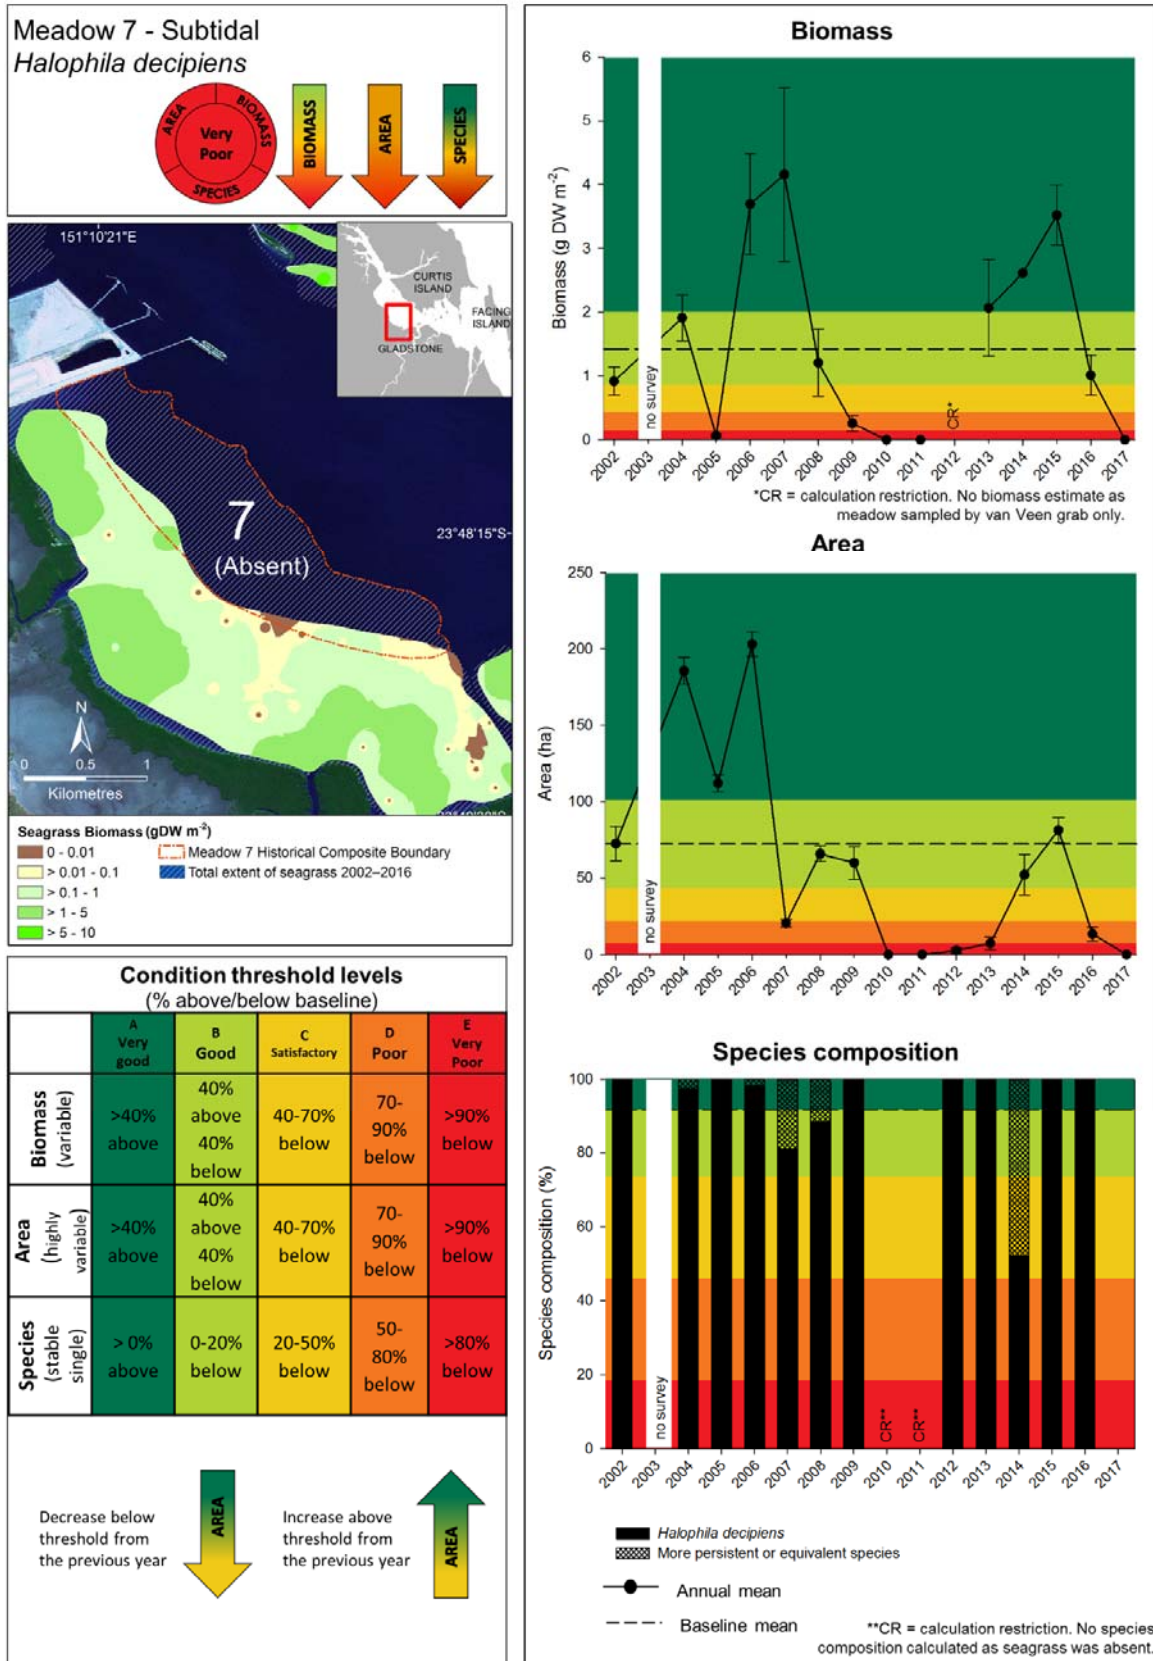 Meadow 7 - Subtidal
Halophila decipiens
AREA
BIOMASS
SPECIES
Very
Poor
BIOMASS
AREA
SPECIES
151°10'21"E
CURTIS
ISLAND
FACING
ISLAND
GLADSTONE
7
(Absent)
23°48'15"S
N
0 0.5 1
Kilometres
Seagrass Biomass (gDW m-2)
0 - 0.01
> 0.01 - 0.1
> 0.1 - 1
> 1 - 5
> 5 - 10
Meadow 7 Historical Composite Boundary
Total extent of seagrass 2002–2016
Condition threshold levels
(% above/below baseline)
A Very good
B Good
C Satisfactory
D Poor
E Very Poor
Biomass (variable)
>40% above
40% above 40% below
40-70% below
70-90% below
>90% below
Area (highly variable)
>40% above
40% above 40% below
40-70% below
70-90% below
>90% below
Species (stable single)
> 0% above
0-20% below
20-50% below
50-80% below
>80% below
Decrease below
threshold from
the previous year
AREA
Increase above
threshold from
the previous year
AREA
Biomass
Biomass (g DW m-2)
6
5
4
3
2
1
0
no survey
CR*
2002 2003 2004 2005 2006 2007 2008 2009 2010 2011 2012 2013 2014 2015 2016 2017
*CR = calculation restriction. No biomass estimate as
meadow sampled by van Veen grab only.
Area
Area (ha)
250
200
150
100
50
0
no survey
2002 2003 2004 2005 2006 2007 2008 2009 2010 2011 2012 2013 2014 2015 2016 2017
Species composition
Species composition (%)
100
80
60
40
20
0
no survey
CR**
CR**
2002 2003 2004 2005 2006 2007 2008 2009 2010 2011 2012 2013 2014 2015 2016 2017
Halophila decipiens
More persistent or equivalent species
Annual mean
Baseline mean
**CR = calculation restriction. No species
composition calculated as seagrass was absent.